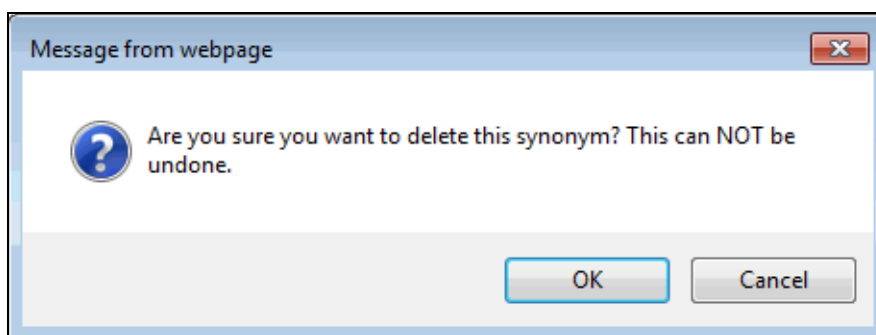 Message from webpage
Are you sure you want to delete this synonym? This can NOT be
undone.
OK
Cancel